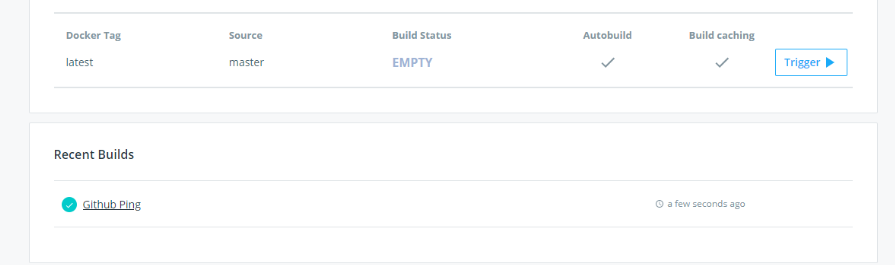 Docker Tag Source Build Status Autobuild Build caching
latest master EMPTY Trigger
Recent Builds
Github Ping a few seconds ago